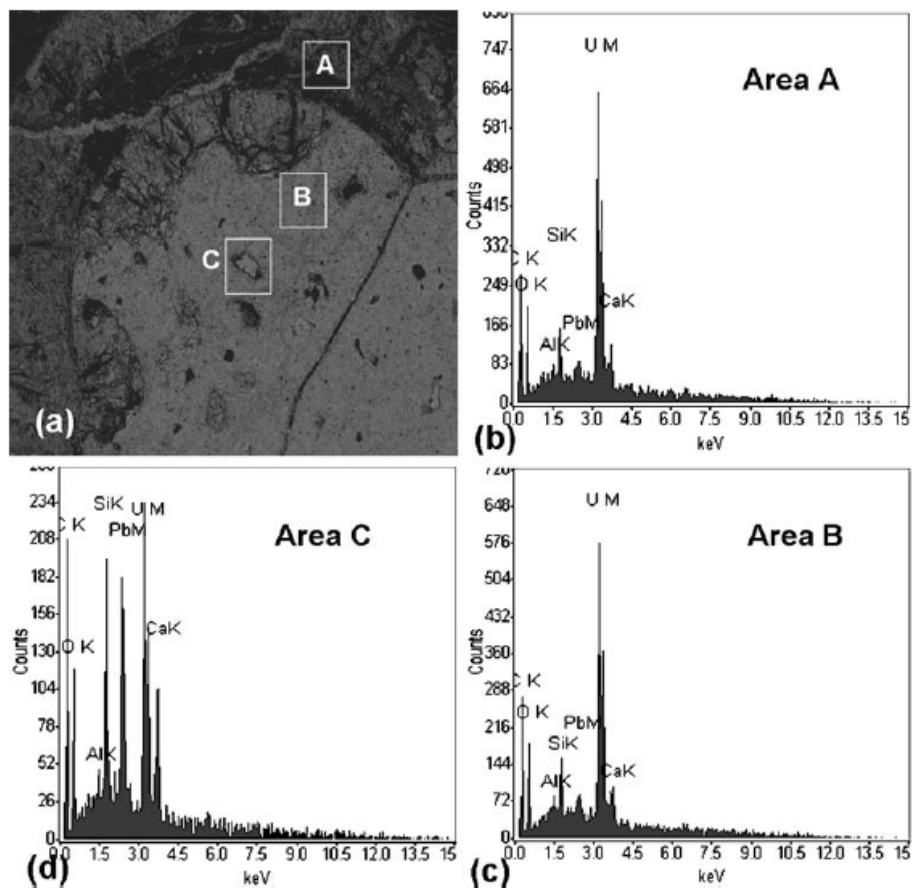 A
B
C
(a)
830
747
664
581
498
415
332
249
166
83
0
Counts
U M
Area A
SiK
C K
O K
CaK
PbM
AlK
0.0 1.5 3.0 4.5 6.0 7.5 9.0 10.5 12.0 13.5 15
keV
(b)
234
208
182
156
130
104
78
52
26
0
Counts
SiK
U M
C K
PbM
Area C
O K
CaK
AlK
0.0 1.5 3.0 4.5 6.0 7.5 9.0 10.5 12.0 13.5 15.0
keV
(d)
720
648
576
504
432
360
288
216
144
72
0
Counts
U M
Area B
C K
O K
PbM
SiK
AlK
CaK
0.0 1.5 3.0 4.5 6.0 7.5 9.0 10.5 12.0 13.5 15
keV
(c)